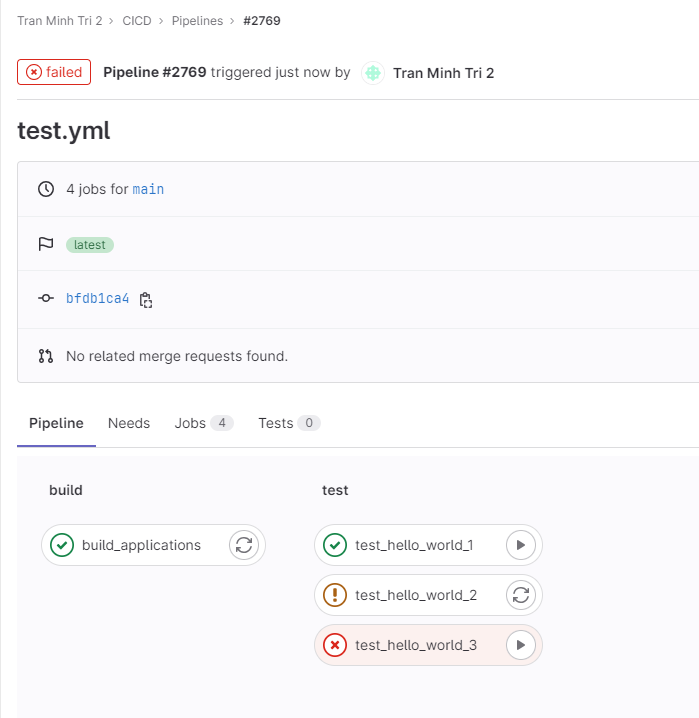 Tran Minh Tri 2 › CICD › Pipelines › #2769
failed Pipeline #2769 triggered just now by Tran Minh Tri 2
test.yml
4 jobs for main
latest
bfdb1ca4
No related merge requests found.
Pipeline Needs Jobs 4 Tests 0
build test
build_applications test_hello_world_1
test_hello_world_2
test_hello_world_3